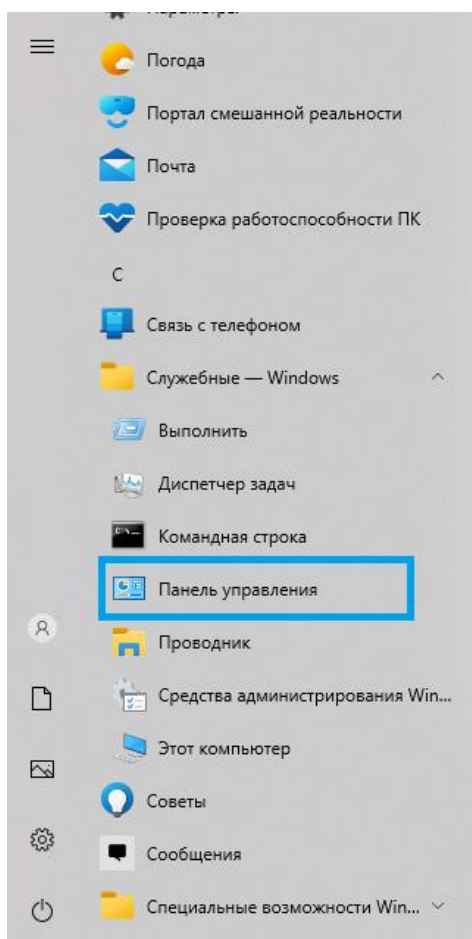 Погода
Портал смешанной реальности
Почта
Проверка работоспособности ПК
С
Связь с телефоном
Служебные — Windows
Выполнить
Диспетчер задач
Командная строка
Панель управления
Проводник
Средства администрирования Win...
Этот компьютер
Советы
Сообщения
Специальные возможности Win...